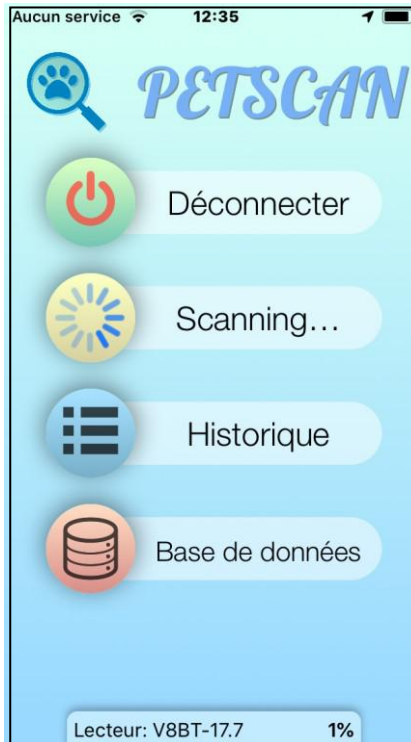 Aucun service 12:35
PETSCAN
Déconnecter
Scanning...
Historique
Base de données
Lecteur: V8BT-17.7 1%